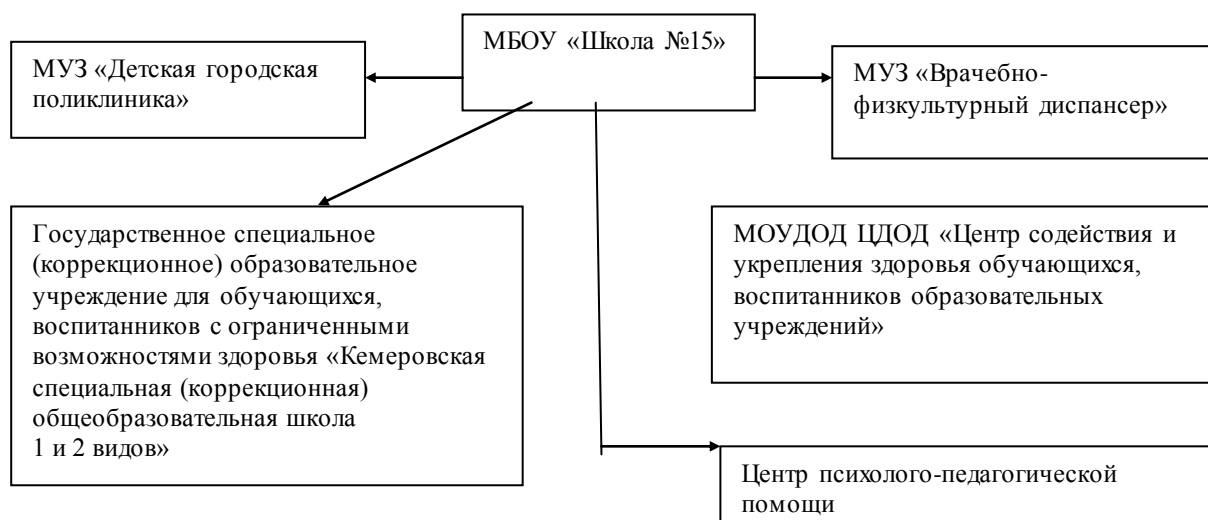 МБОУ «Школа №15»
МУЗ «Детская городская
поликлиника»
МУЗ «Врачебно-
физкультурный диспансер»
Государственное специальное
(коррекционное) образовательное
учреждение для обучающихся,
воспитанников с ограниченными
возможностями здоровья «Кемеровская
специальная (коррекционная)
общеобразовательная школа
1 и 2 видов»
МОУДОД ЦДОД «Центр содействия и
укрепления здоровья обучающихся,
воспитанников образовательных
учреждений»
Центр психолого-педагогической
помощи